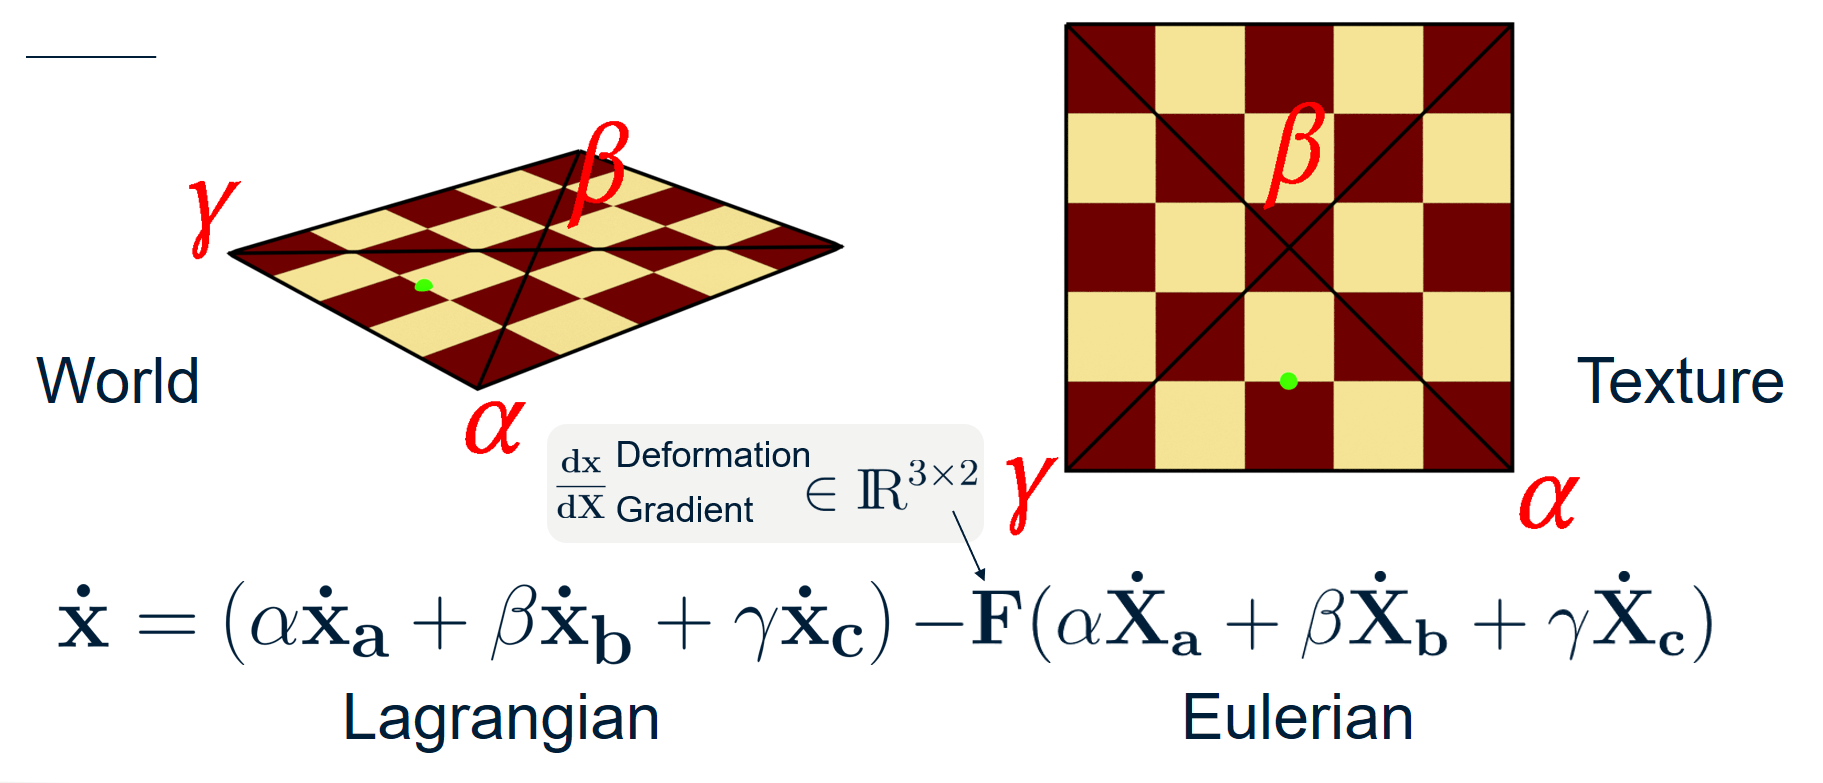 β
β
γ
World
Texture
α
γ
α
dx/dX Deformation Gradient ∈ ℝ^{3×2}
ẋ = (αẋ_a + βẋ_b + γẋ_c) −F(αẊ_a + βẊ_b + γẊ_c)
Lagrangian
Eulerian